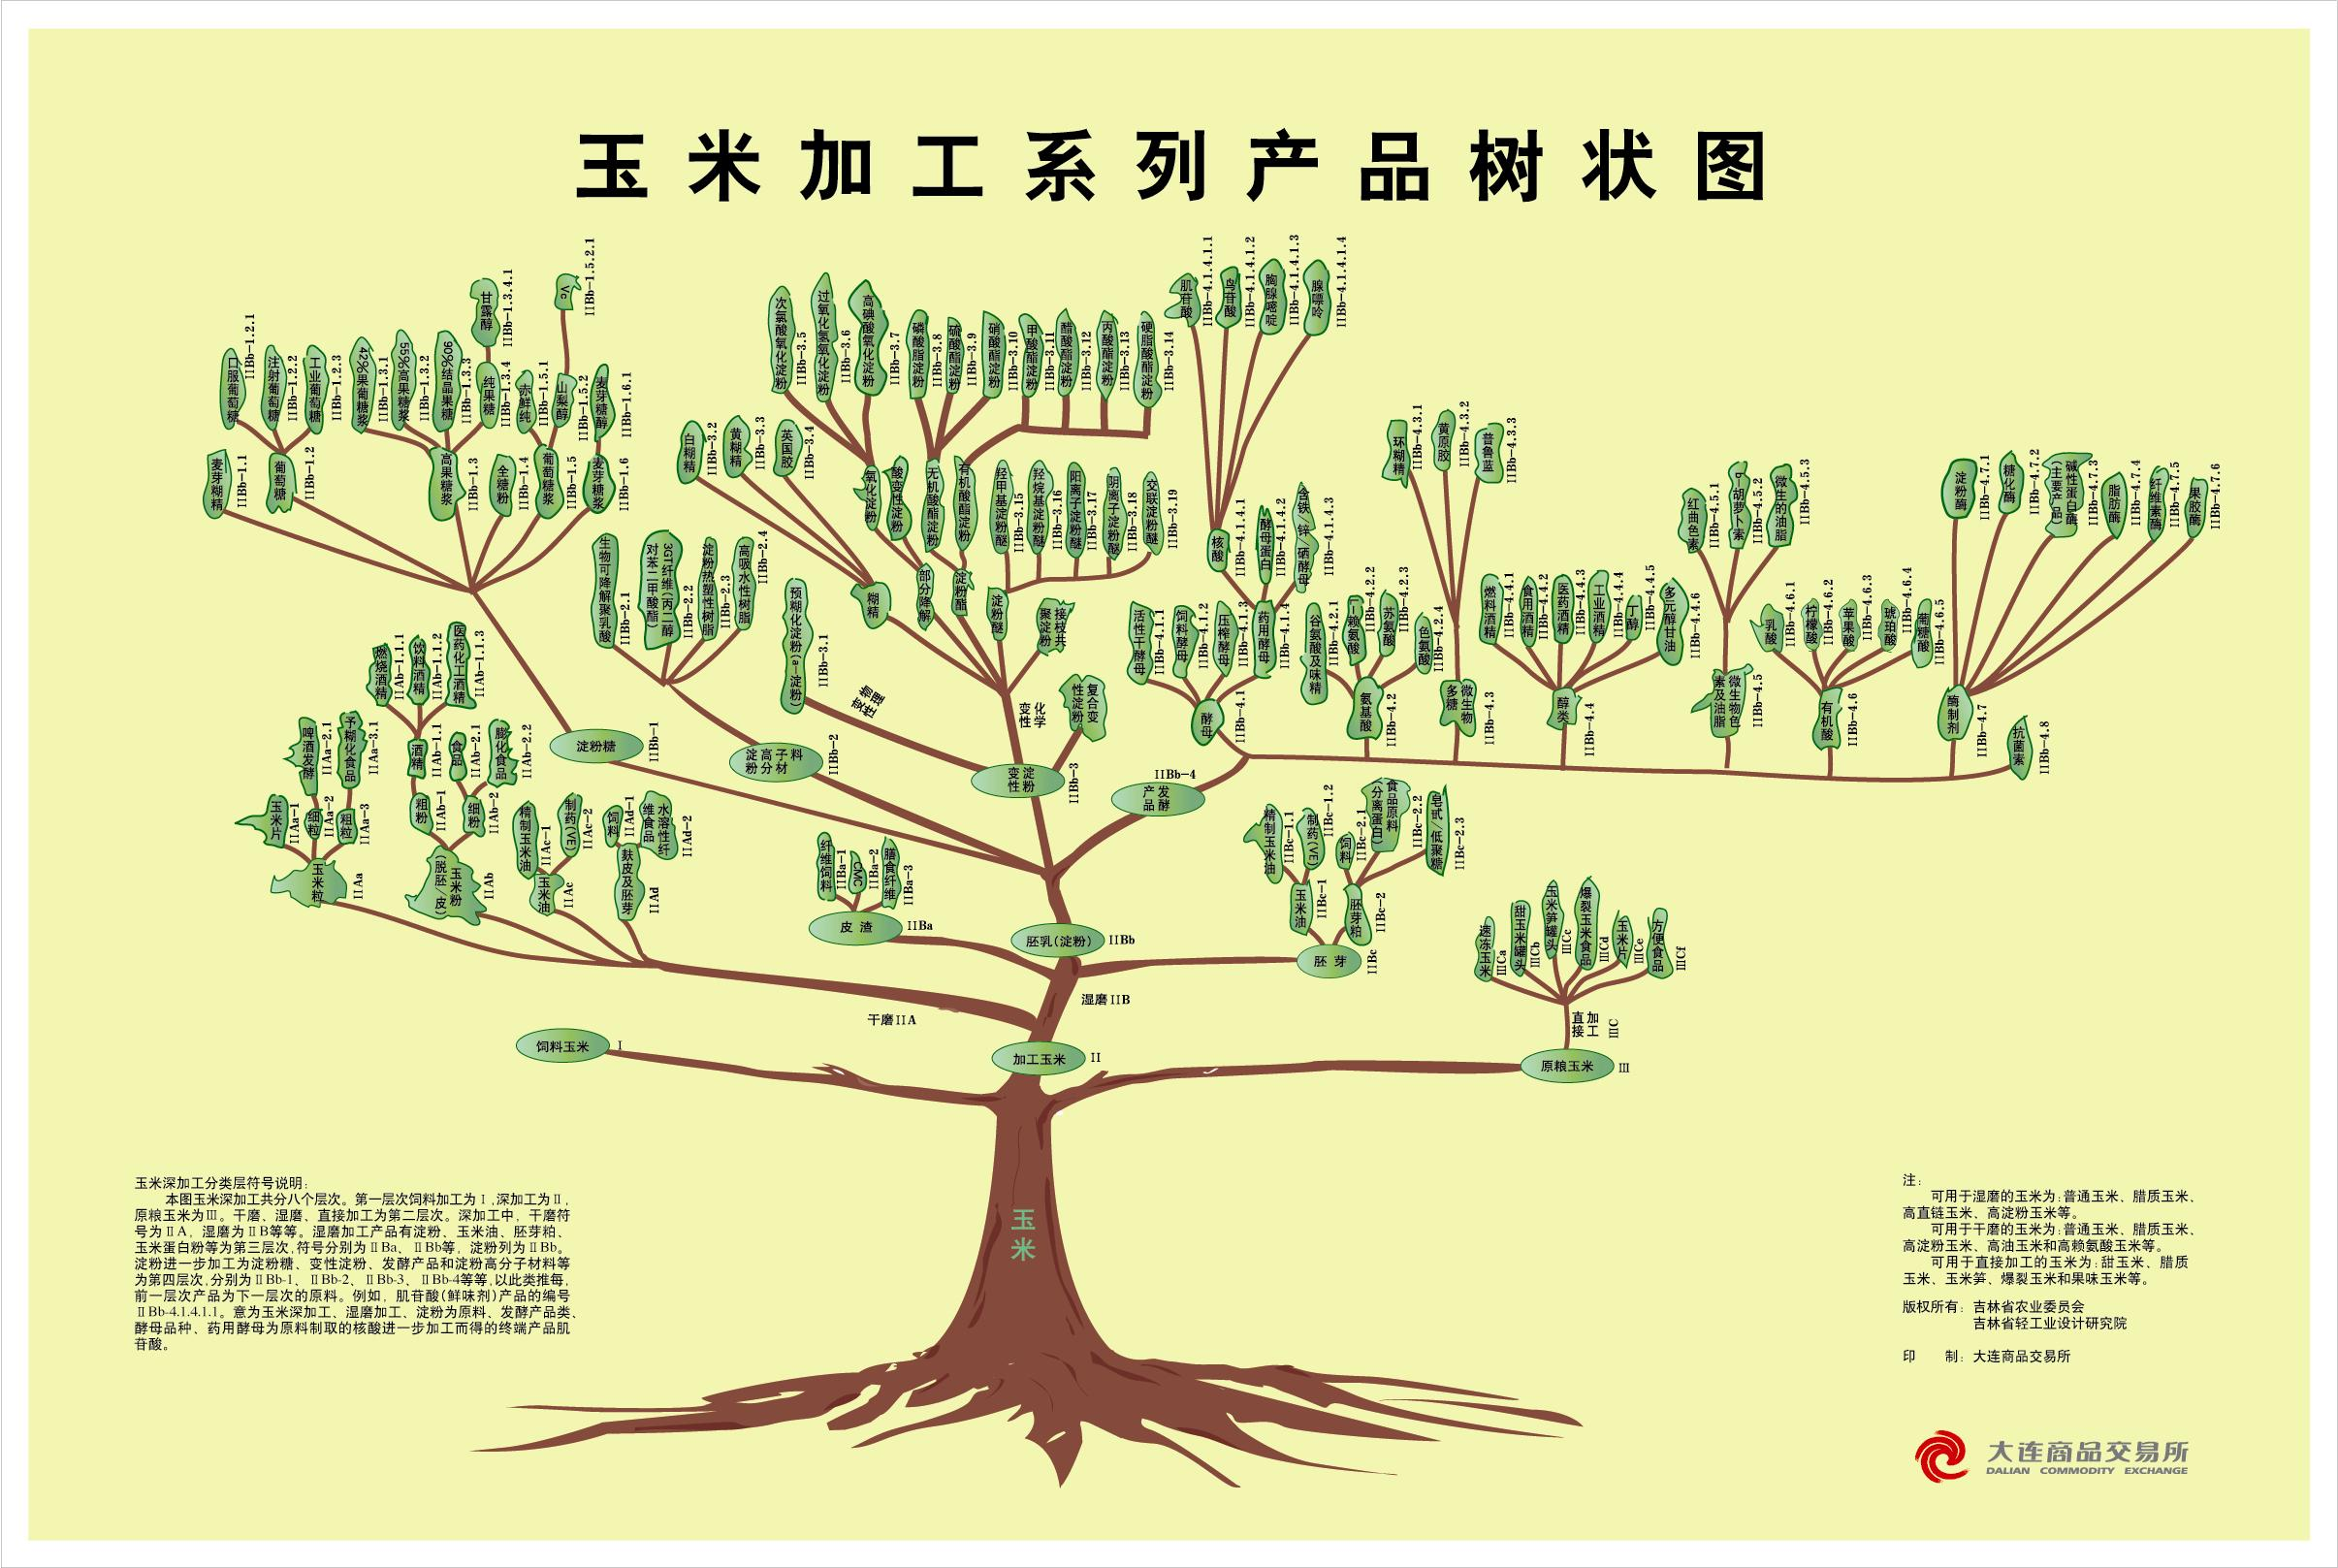 玉米加工系列产品树状图
口服葡萄糖
IIBb-1.2.1
注射葡萄糖
IIBb-1.2.2
工业葡萄糖
IIBb-1.2.3
42%果葡糖浆
IIBb-1.3.1
55%高果糖浆
IIBb-1.3.2
90%结晶果糖
IIBb-1.3.3
甘露醇
IIBb-1.3.4.1
纯果糖
IIBb-1.3.4
赤鲜纯
IIBb-1.5.1
Vc
IIBb-1.5.2.1
山梨醇
IIBb-1.5.2
麦芽糖醇
IIBb-1.6.1
麦芽糊精
IIBb-1.1
葡萄糖
IIBb-1.2
高果糖浆
IIBb-1.3
全糖粉
IIBb-1.4
葡萄糖浆
IIBb-1.5
麦芽糖浆
IIBb-1.6
淀粉糖
IIBb-1
生物可降解聚乳酸
IIBb-2.1
3GT纤维(丙二醇
对苯二甲酸酯)
IIBb-2.2
淀粉热塑性树脂
IIBb-2.3
高吸水性树脂
IIBb-2.4
淀高子料
粉分材
IIBb-2
预糊化淀粉(a-淀粉)
IIBb-3.1
物理
变性
白糊精
IIBb-3.2
黄糊精
IIBb-3.3
英国胶
IIBb-3.4
糊精
次氯酸氧化淀粉
IIBb-3.5
过氧化氢氧化淀粉
IIBb-3.6
高碘酸氧化淀粉
IIBb-3.7
磷酸脂淀粉
IIBb-3.8
硫酸酯淀粉
IIBb-3.9
硝酸酯淀粉
IIBb-3.10
甲酸酯淀粉
IIBb-3.11
醋酸酯淀粉
IIBb-3.12
丙酸酯淀粉
IIBb-3.13
硬脂酸酯淀粉
IIBb-3.14
氧化淀粉
酸变性淀粉
无机酸酯淀粉
有机酸酯淀粉
羟甲基淀粉醚
IIBb-3.15
羟烷基淀粉醚
IIBb-3.16
阳离子淀粉醚
IIBb-3.17
阴离子淀粉醚
IIBb-3.18
交联淀粉醚
IIBb-3.19
部分降解
淀粉酯
淀粉醚
接枝共
聚淀粉
化学
变性
复合变
性淀粉
变淀
性粉
IIBb-3
肌苷酸
IIBb-4.1.4.1.1
鸟苷酸
IIBb-4.1.4.1.2
胸腺嘧啶
IIBb-4.1.4.1.3
腺嘌呤
IIBb-4.1.4.1.4
核酸
IIBb-4.1.4.1
酵母蛋白
IIBb-4.1.4.2
含铁/锌/硒酵母
IIBb-4.1.4.3
活性干酵母
IIBb-4.1.1
饲料酵母
IIBb-4.1.2
压榨酵母
IIBb-4.1.3
药用酵母
IIBb-4.1.4
酵母
IIBb-4.1
谷氨酸及味精
IIBb-4.2.1
L-赖氨酸
IIBb-4.2.2
苏氨酸
IIBb-4.2.3
色氨酸
IIBb-4.2.4
氨基酸
IIBb-4.2
环糊精
IIBb-4.3.1
黄原胶
IIBb-4.3.2
普鲁蓝
IIBb-4.3.3
微生物
多糖
IIBb-4.3
燃料酒精
IIBb-4.4.1
食用酒精
IIBb-4.4.2
医药酒精
IIBb-4.4.3
工业酒精
IIBb-4.4.4
丁醇
IIBb-4.4.5
多元醇甘油
IIBb-4.4.6
醇类
IIBb-4.4
红曲色素
IIBb-4.5.1
B-胡萝卜素
IIBb-4.5.2
微生的油脂
IIBb-4.5.3
微生物色
素及油脂
IIBb-4.5
乳酸
IIBb-4.6.1
柠檬酸
IIBb-4.6.2
苹果酸
IIBb-4.6.3
琥珀酸
IIBb-4.6.4
葡糖酸
IIBb-4.6.5
有机酸
IIBb-4.6
淀粉酶
IIBb-4.7.1
糖化酶
IIBb-4.7.2
碱性蛋白酶
(主要产品)
IIBb-4.7.3
脂肪酶
IIBb-4.7.4
纤维素酶
IIBb-4.7.5
果胶酶
IIBb-4.7.6
酶制剂
IIBb-4.7
抗菌素
IIBb-4.8
IIBb-4
产发
品酵
燃烧酒精
IIAb-1.1.1
饮料酒精
IIAb-1.1.2
医药化工酒精
IIAb-1.1.3
啤酒发酵
IIAa-2.1
予糊化食品
IIAa-3.1
酒精
IIAb-1.1
食品
IIAb-2.1
膨化食品
IIAb-2.2
玉米片
IIAa-1
细粒
IIAa-2
粗粒
IIAa-3
粗粉
IIAb-1
细粉
IIAb-2
精制玉米油
IIAc-1
制药(VE)
IIAc-2
饲料
IIAd-1
水溶性纤
维食品
IIAd-2
玉米粒
IIAa
玉米粉
(脱胚/皮)
IIAb
玉米油
IIAc
麸皮及胚芽
IIAd
纤维饲料
IIBa-1
CMC
IIBa-2
膳食纤维
IIBa-3
皮 渣
IIBa
胚乳(淀粉)
IIBb
精制玉米油
IIBc-1.1
制药(VE)
IIBc-1.2
饲料
IIBc-2.1
食品原料
(分离蛋白)
IIBc-2.2
皂甙/低聚糖
IIBc-2.3
玉米油
IIBc-1
胚芽粕
IIBc-2
胚 芽
IIBc
速冻玉米
IIICa
甜玉米罐头
IIICb
玉米笋罐头
IIICc
爆裂玉米食品
IIICd
玉米片
IIICe
方便食品
IIICf
直加
接工
IIIC
湿磨IIB
干磨IIA
饲料玉米
I
加工玉米
II
原粮玉米
III
玉米
玉米深加工分类层符号说明:
本图玉米深加工共分八个层次。第一层次饲料加工为Ⅰ,深加工为Ⅱ,
原粮玉米为Ⅲ。干磨、湿磨、直接加工为第二层次。深加工中,干磨符
号为ⅡA,湿磨为ⅡB等等。湿磨加工产品有淀粉、玉米油、胚芽粕、
玉米蛋白粉等为第三层次,符号分别为ⅡBa、ⅡBb等,淀粉列为ⅡBb。
淀粉进一步加工为淀粉糖、变性淀粉、发酵产品和淀粉高分子材料等
为第四层次,分别为ⅡBb-1、ⅡBb-2、ⅡBb-3、ⅡBb-4等等,以此类推每,
前一层次产品为下一层次的原料。例如,肌苷酸(鲜味剂)产品的编号
ⅡBb-4.1.4.1.1。意为玉米深加工、湿磨加工、淀粉为原料、发酵产品类、
酵母品种、药用酵母为原料制取的核酸进一步加工而得的终端产品肌
苷酸。
注:
可用于湿磨的玉米为:普通玉米、腊质玉米、
高直链玉米、高淀粉玉米等。
可用于干磨的玉米为:普通玉米、腊质玉米、
高淀粉玉米、高油玉米和高赖氨酸玉米等。
可用于直接加工的玉米为:甜玉米、腊质
玉米、玉米笋、爆裂玉米和果味玉米等。
版权所有: 吉林省农业委员会
吉林省轻工业设计研究院
印 制: 大连商品交易所
大连商品交易所
DALIAN COMMODITY EXCHANGE